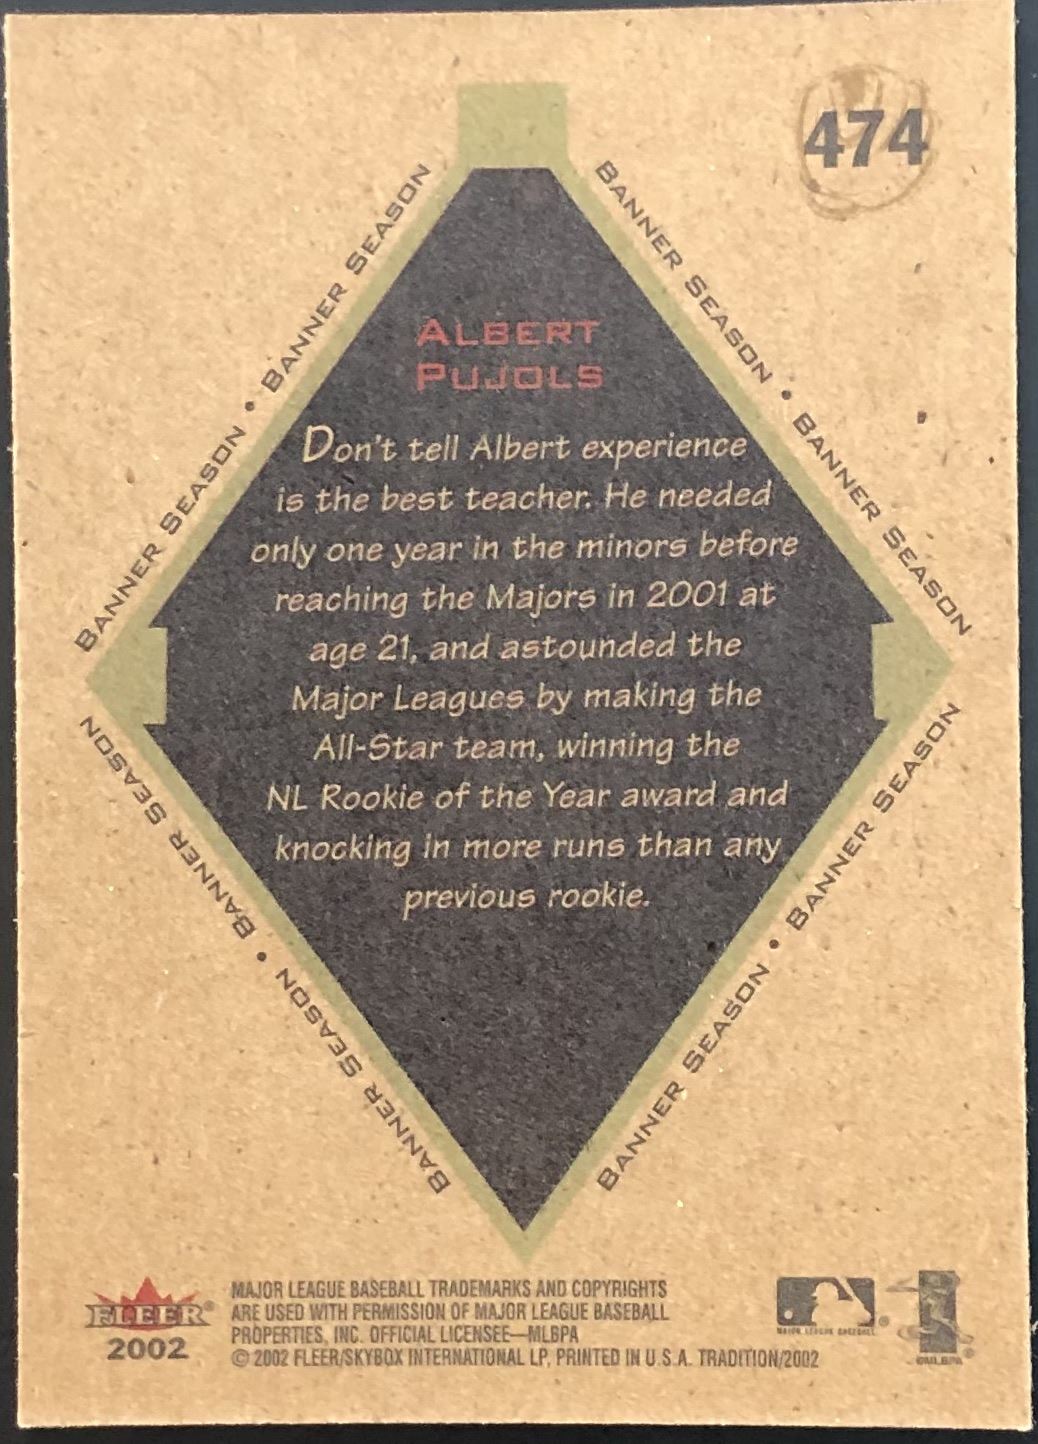 474
BANNER SEASON • BANNER SEASON
BANNER SEASON • BANNER SEASON
ALBERT
PUJOLS
Don't tell Albert experience
is the best teacher. He needed
only one year in the minors before
reaching the Majors in 2001 at
age 21, and astounded the
Major Leagues by making the
All-Star team, winning the
NL Rookie of the Year award and
knocking in more runs than any
previous rookie.
BANNER SEASON • BANNER SEASON
BANNER SEASON • BANNER SEASON
FLEER®
2002
MAJOR LEAGUE BASEBALL TRADEMARKS AND COPYRIGHTS
ARE USED WITH PERMISSION OF MAJOR LEAGUE BASEBALL
PROPERTIES, INC. OFFICIAL LICENSEE—MLBPA
© 2002 FLEER/SKYBOX INTERNATIONAL LP, PRINTED IN U.S.A. TRADITION/2002
MAJOR LEAGUE BASEBALL®
©MLBPA®